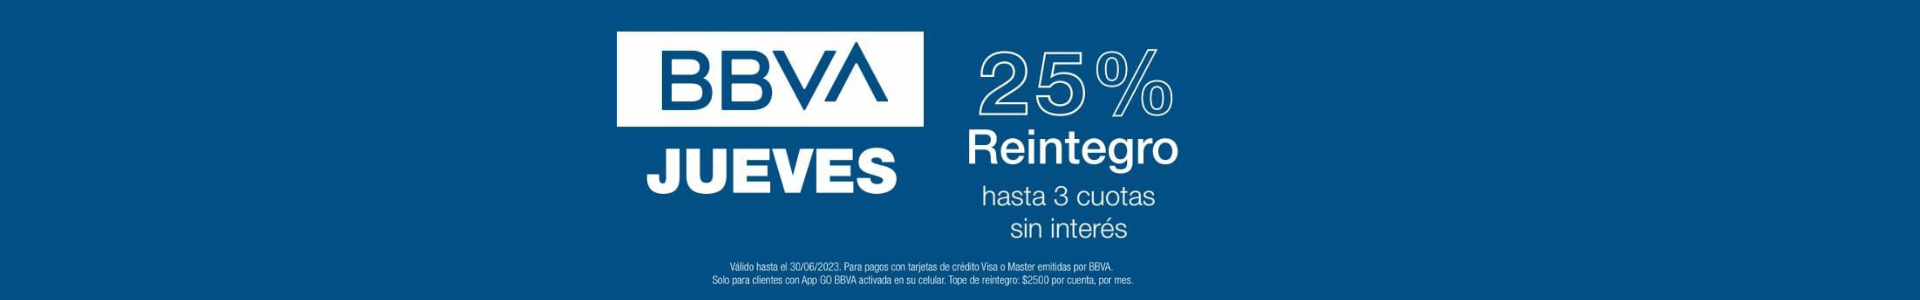 BBVA
JUEVES
25%
Reintegro
hasta 3 cuotas
sin interés
Válido hasta el 30/06/2023. Para pagos con tarjetas de crédito Visa o Master emitidas por BBVA.
Solo para clientes con App GO BBVA activada en su celular. Tope de reintegro: $2500 por cuenta, por mes.